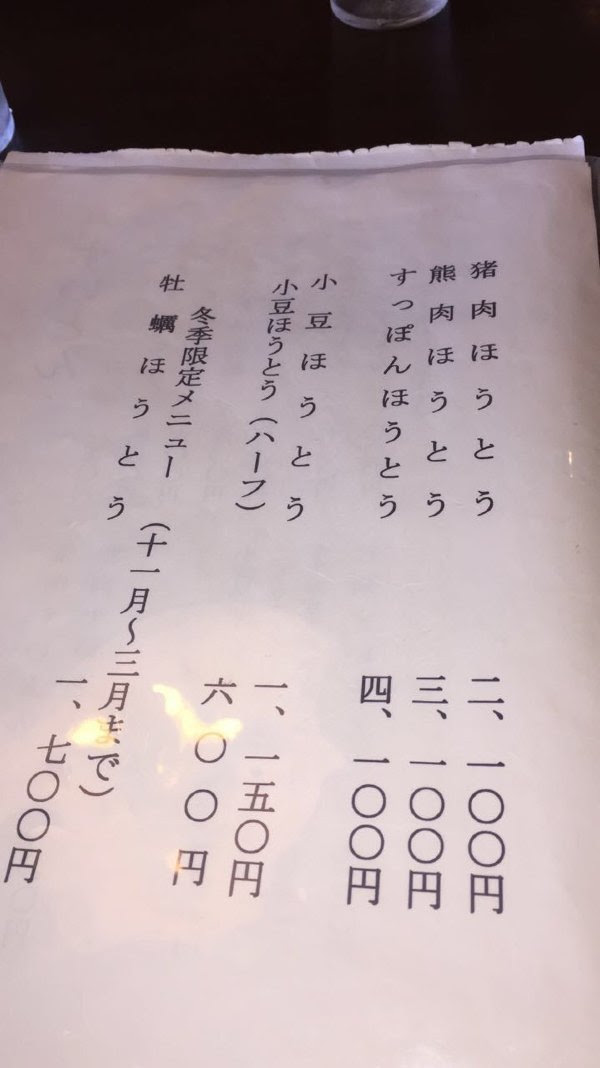 猪肉ほうとう 二、一〇〇円
熊肉ほうとう 三、一〇〇円
すっぽんほうとう 四、一〇〇円
小豆ほうとう 一、一五〇円
小豆ほうとう（ハーフ） 六〇〇円
冬季限定メニュー （十一月～三月まで）
牡蠣ほうとう 一、七〇〇円